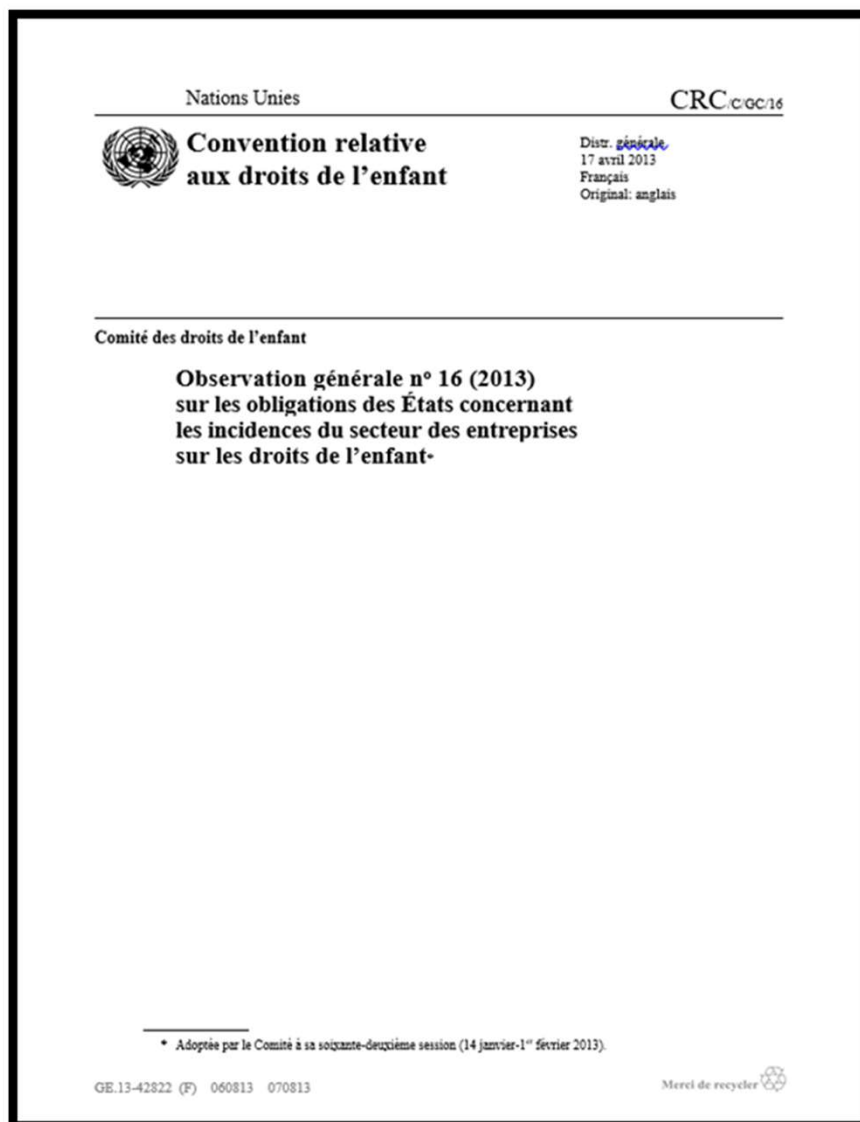 Nations Unies
CRC/C/GC/16
Convention relative
aux droits de l'enfant
Distr. générale
17 avril 2013
Français
Original: anglais
Comité des droits de l'enfant
Observation générale nº 16 (2013)
sur les obligations des États concernant
les incidences du secteur des entreprises
sur les droits de l'enfant*
* Adoptée par le Comité à sa soixante-deuxième session (14 janvier-1er février 2013).
GE.13-42822 (F) 060813 070813
Merci de recycler